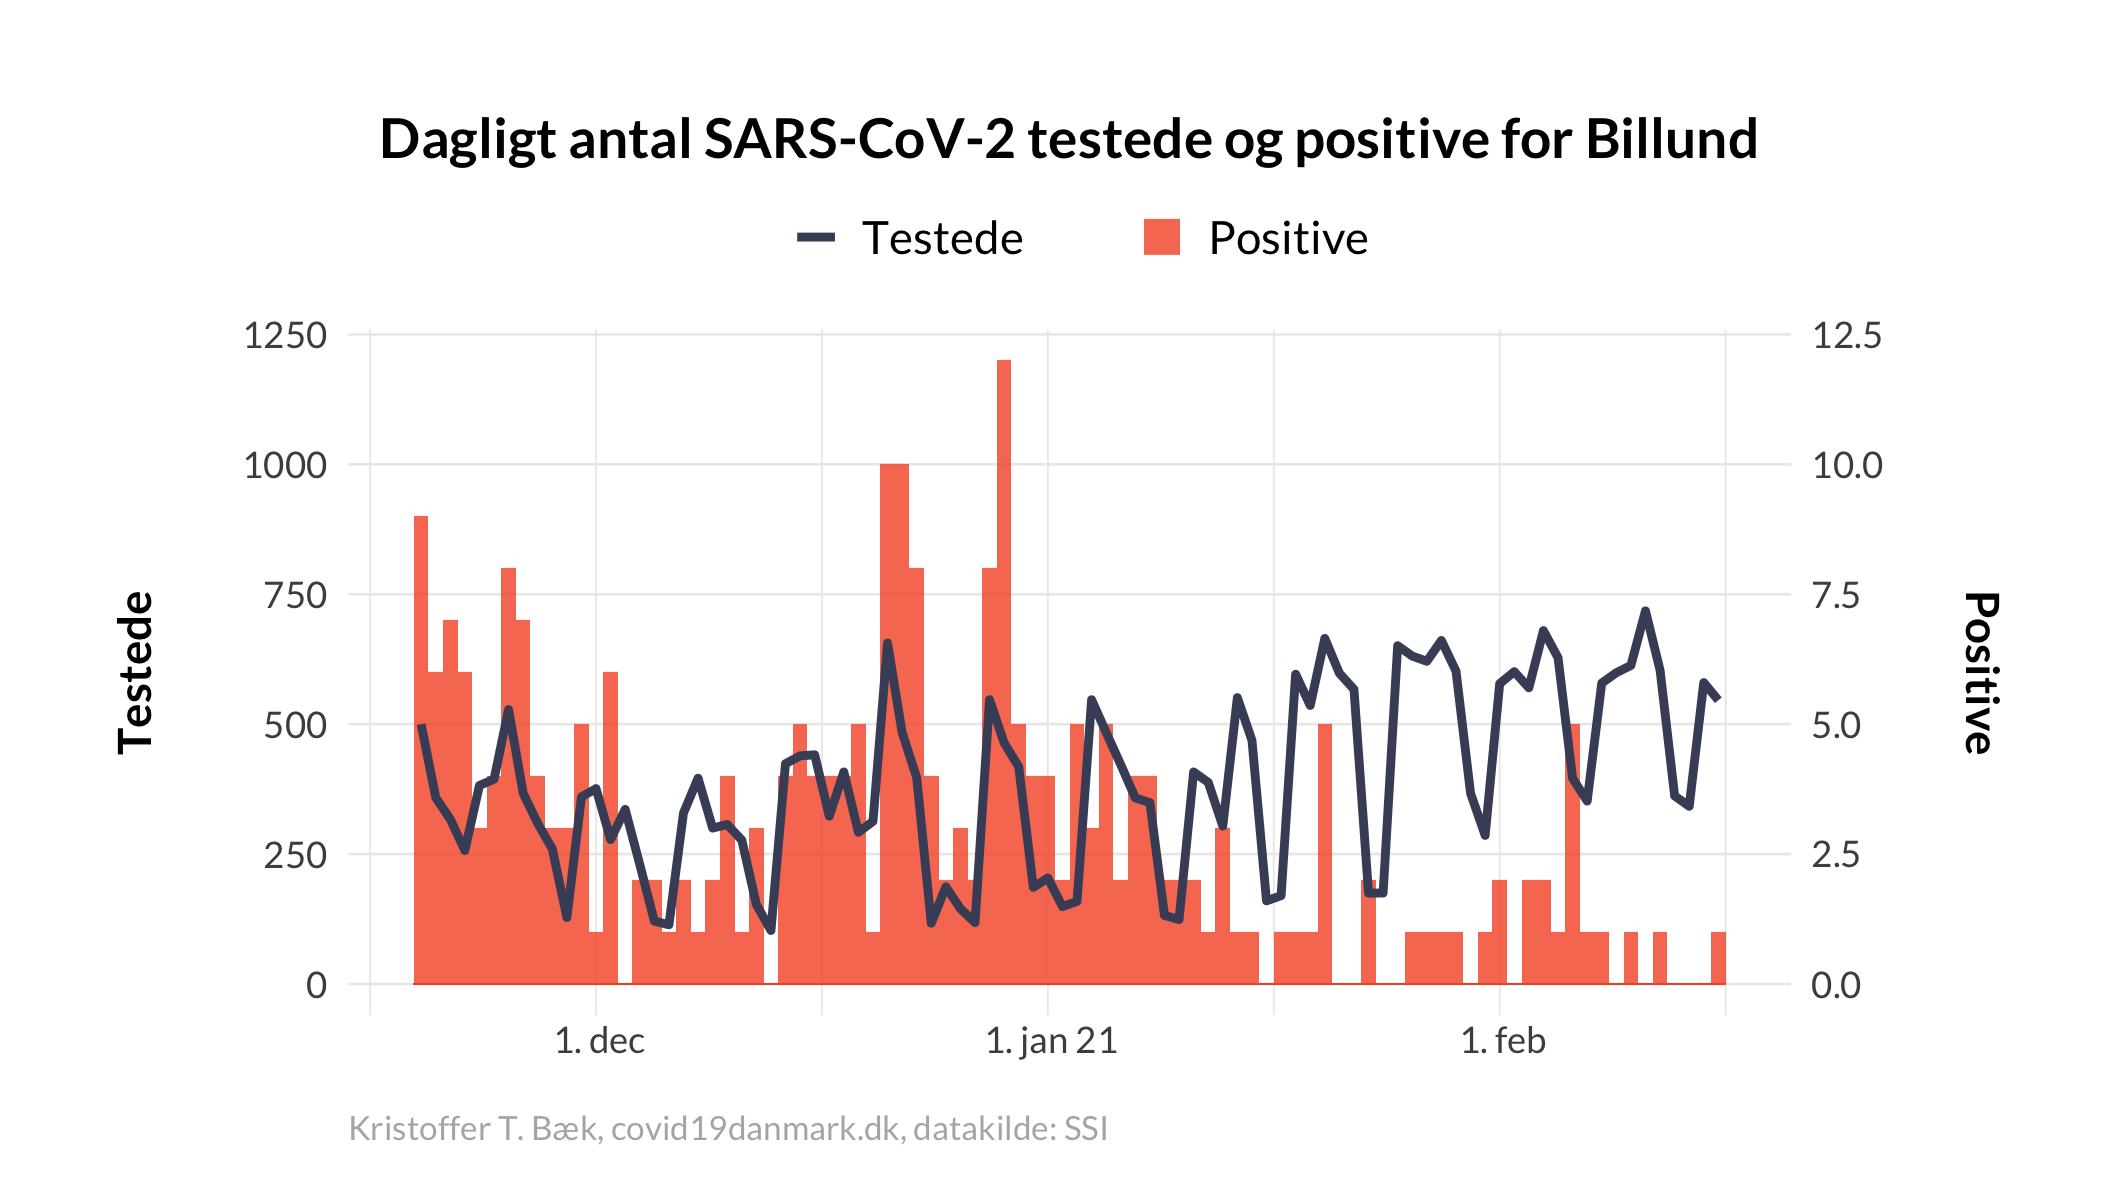 Dagligt antal SARS-CoV-2 testede og positive for Billund
Testede
Positive
1250
1000
750
500
250
0
12.5
10.0
7.5
5.0
2.5
0.0
Testede
Positive
1. dec
1. jan 21
1. feb
Kristoffer T. Bæk, covid19danmark.dk, datakilde: SSI